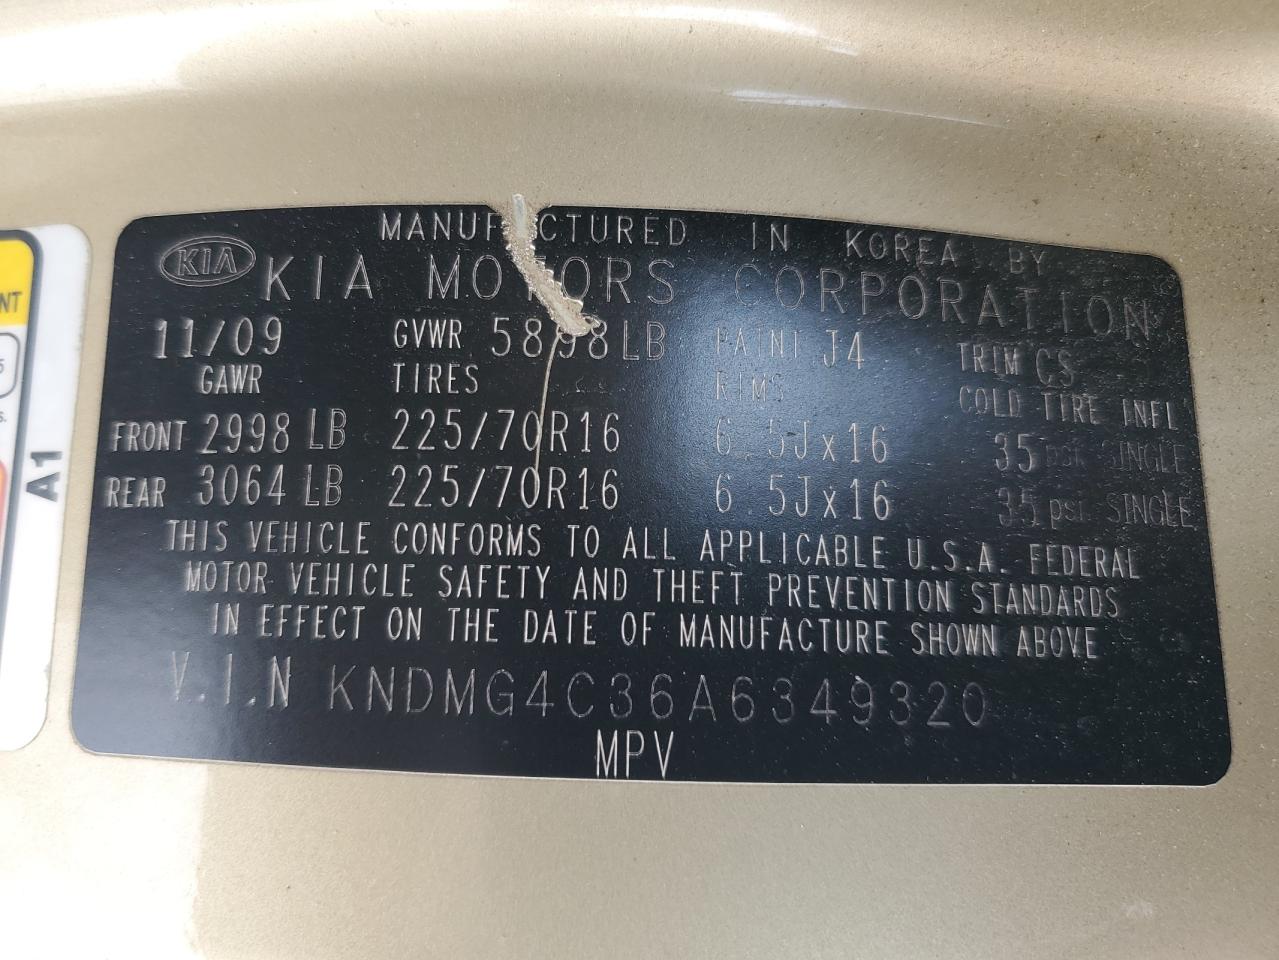 MANUFACTURED IN KOREA BY
KIA KIA MOTORS CORPORATION
11/09 GVWR 5898LB PAINT J4 TRIM CS
GAWR TIRES RIMS COLD TIRE INFL
FRONT 2998 LB 225/70R16 6.5Jx16 35 psi SINGLE
REAR 3064 LB 225/70R16 6.5Jx16 35 psi SINGLE
THIS VEHICLE CONFORMS TO ALL APPLICABLE U.S.A. FEDERAL
MOTOR VEHICLE SAFETY AND THEFT PREVENTION STANDARDS
IN EFFECT ON THE DATE OF MANUFACTURE SHOWN ABOVE
V.I.N KNDMG4C36A6349320
MPV
NT
A1